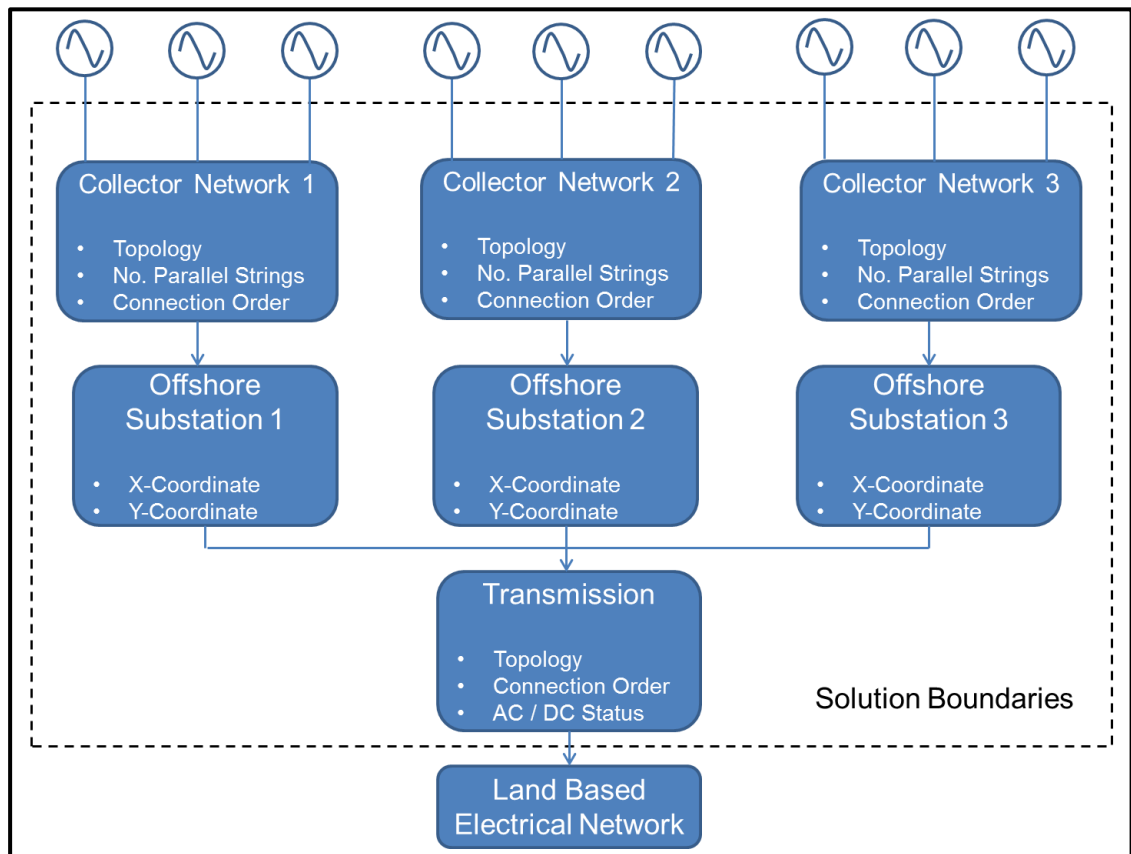 Collector Network 1
• Topology
• No. Parallel Strings
• Connection Order
Collector Network 2
• Topology
• No. Parallel Strings
• Connection Order
Collector Network 3
• Topology
• No. Parallel Strings
• Connection Order
Offshore
Substation 1
• X-Coordinate
• Y-Coordinate
Offshore
Substation 2
• X-Coordinate
• Y-Coordinate
Offshore
Substation 3
• X-Coordinate
• Y-Coordinate
Transmission
• Topology
• Connection Order
• AC / DC Status
Solution Boundaries
Land Based
Electrical Network